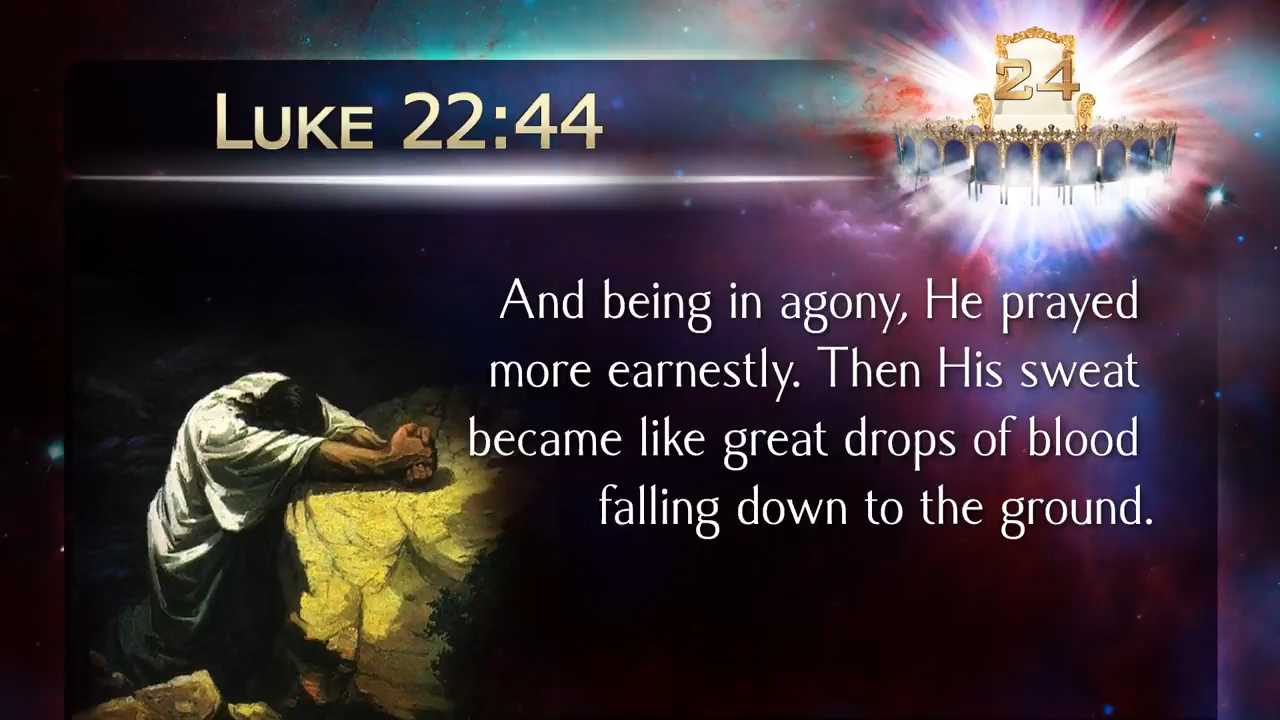 LUKE 22:44
24
And being in agony, He prayed
more earnestly. Then His sweat
became like great drops of blood
falling down to the ground.